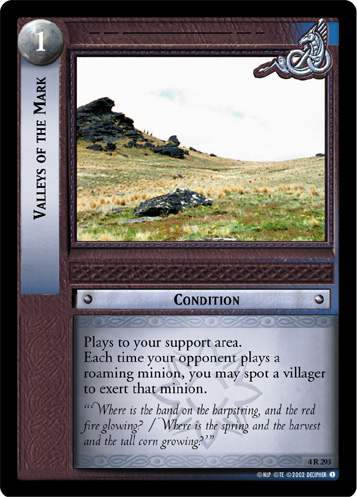 1
VALLEYS OF THE MARK
CONDITION
Plays to your support area.
Each time your opponent plays a
roaming minion, you may spot a villager
to exert that minion.
“‘Where is the hand on the harpstring, and the red
fire glowing? / Where is the spring and the harvest
and the tall corn growing?’”
4 R 293
© NLP ©TE ©2002 DECIPHER